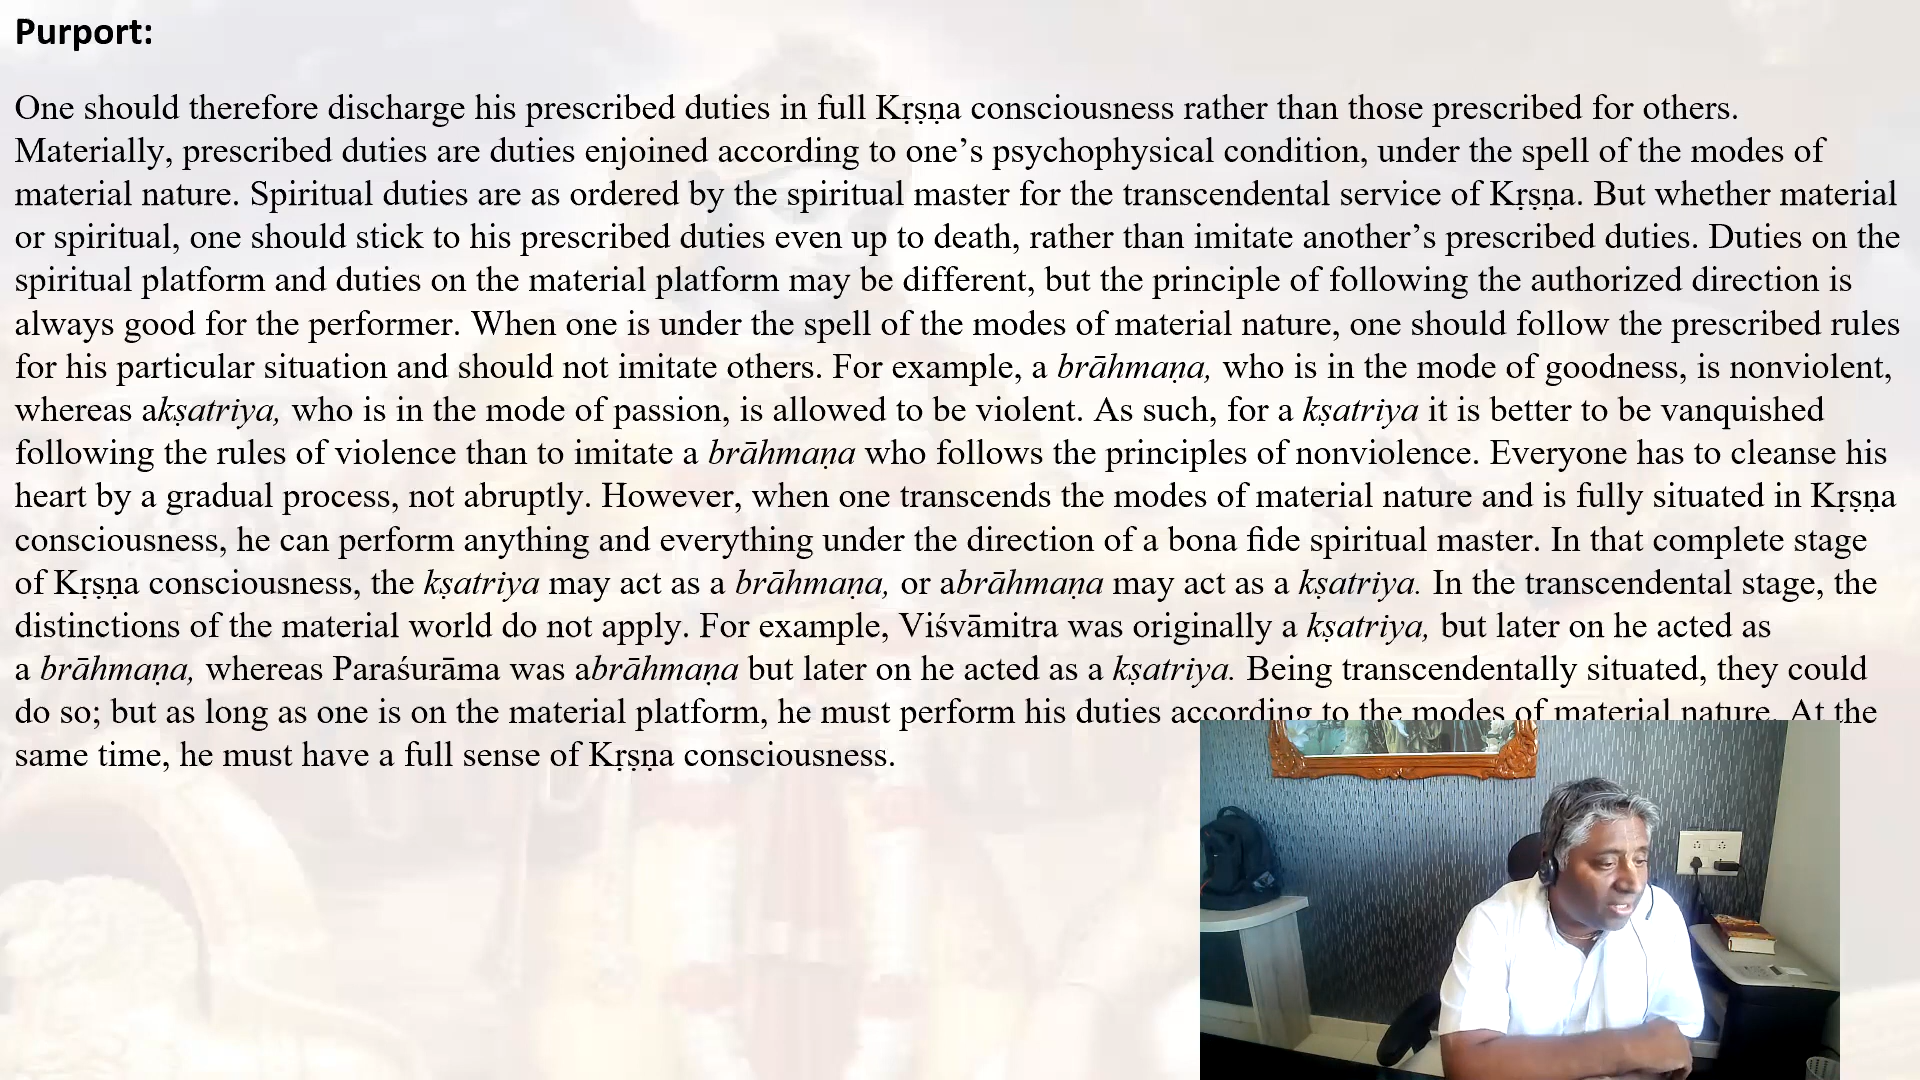 Purport:
One should therefore discharge his prescribed duties in full Kṛṣṇa consciousness rather than those prescribed for others.
Materially, prescribed duties are duties enjoined according to one’s psychophysical condition, under the spell of the modes of
material nature. Spiritual duties are as ordered by the spiritual master for the transcendental service of Kṛṣṇa. But whether material
or spiritual, one should stick to his prescribed duties even up to death, rather than imitate another’s prescribed duties. Duties on the
spiritual platform and duties on the material platform may be different, but the principle of following the authorized direction is
always good for the performer. When one is under the spell of the modes of material nature, one should follow the prescribed rules
for his particular situation and should not imitate others. For example, a brāhmaṇa, who is in the mode of goodness, is nonviolent,
whereas akṣatriya, who is in the mode of passion, is allowed to be violent. As such, for a kṣatriya it is better to be vanquished
following the rules of violence than to imitate a brāhmaṇa who follows the principles of nonviolence. Everyone has to cleanse his
heart by a gradual process, not abruptly. However, when one transcends the modes of material nature and is fully situated in Kṛṣṇa
consciousness, he can perform anything and everything under the direction of a bona fide spiritual master. In that complete stage
of Kṛṣṇa consciousness, the kṣatriya may act as a brāhmaṇa, or abrāhmaṇa may act as a kṣatriya. In the transcendental stage, the
distinctions of the material world do not apply. For example, Viśvāmitra was originally a kṣatriya, but later on he acted as
a brāhmaṇa, whereas Paraśurāma was abrāhmaṇa but later on he acted as a kṣatriya. Being transcendentally situated, they could
do so; but as long as one is on the material platform, he must perform his duties according to the modes of material nature. At the
same time, he must have a full sense of Kṛṣṇa consciousness.